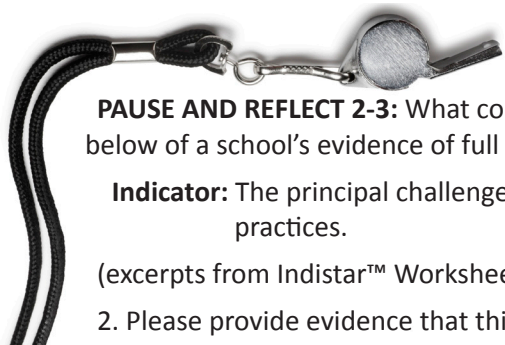 PAUSE AND REFLECT 2-3: What co
below of a school’s evidence of full
Indicator: The principal challenge
practices.
(excerpts from Indistar™ Workshee
2. Please provide evidence that thi